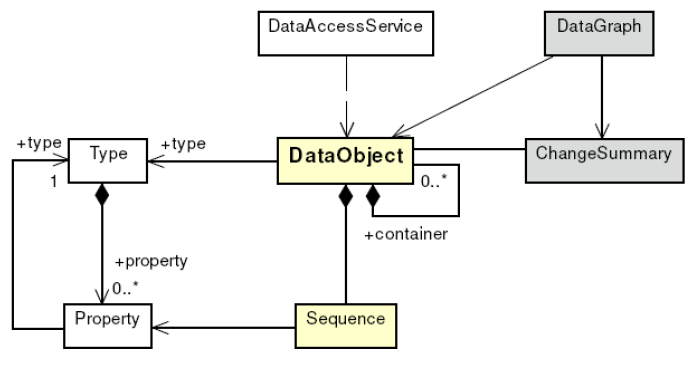 DataAccessService
DataGraph
+type
Type
+type
DataObject
ChangeSummary
1
0..*
+container
+property
0..*
Property
Sequence